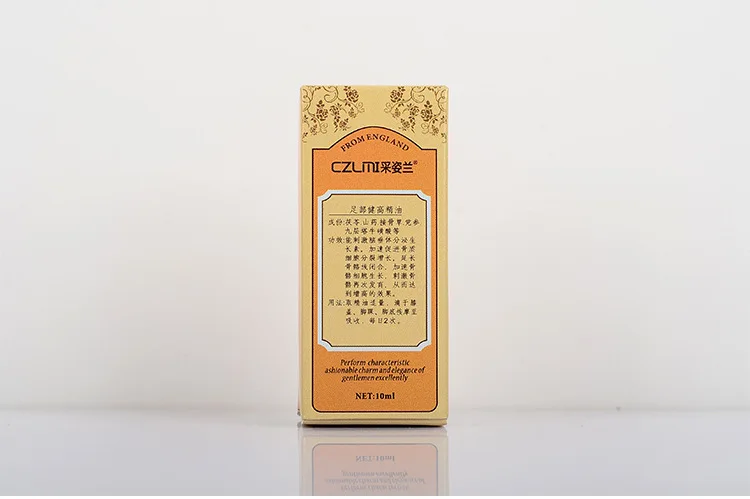 FROM ENGLAND
CZLMI采姿兰®
足部健高精油
成份:茯苓.山药.接骨草.党参
九层塔牛磺酸等
功效:能刺激脑垂体分泌生
长素，加速促进骨质
细胞分裂增长，延长
骨骼线闭合，加速骨
骼细胞生长，刺激骨
骼再次发育，从而达
到增高的效果。
用法:取精油适量，滴于膝
盖，脚踝、脚底按摩至
吸收，每日2次。
Perform characteristic
ashionable charm and elegance of
gentlemen excellently
NET:10ml